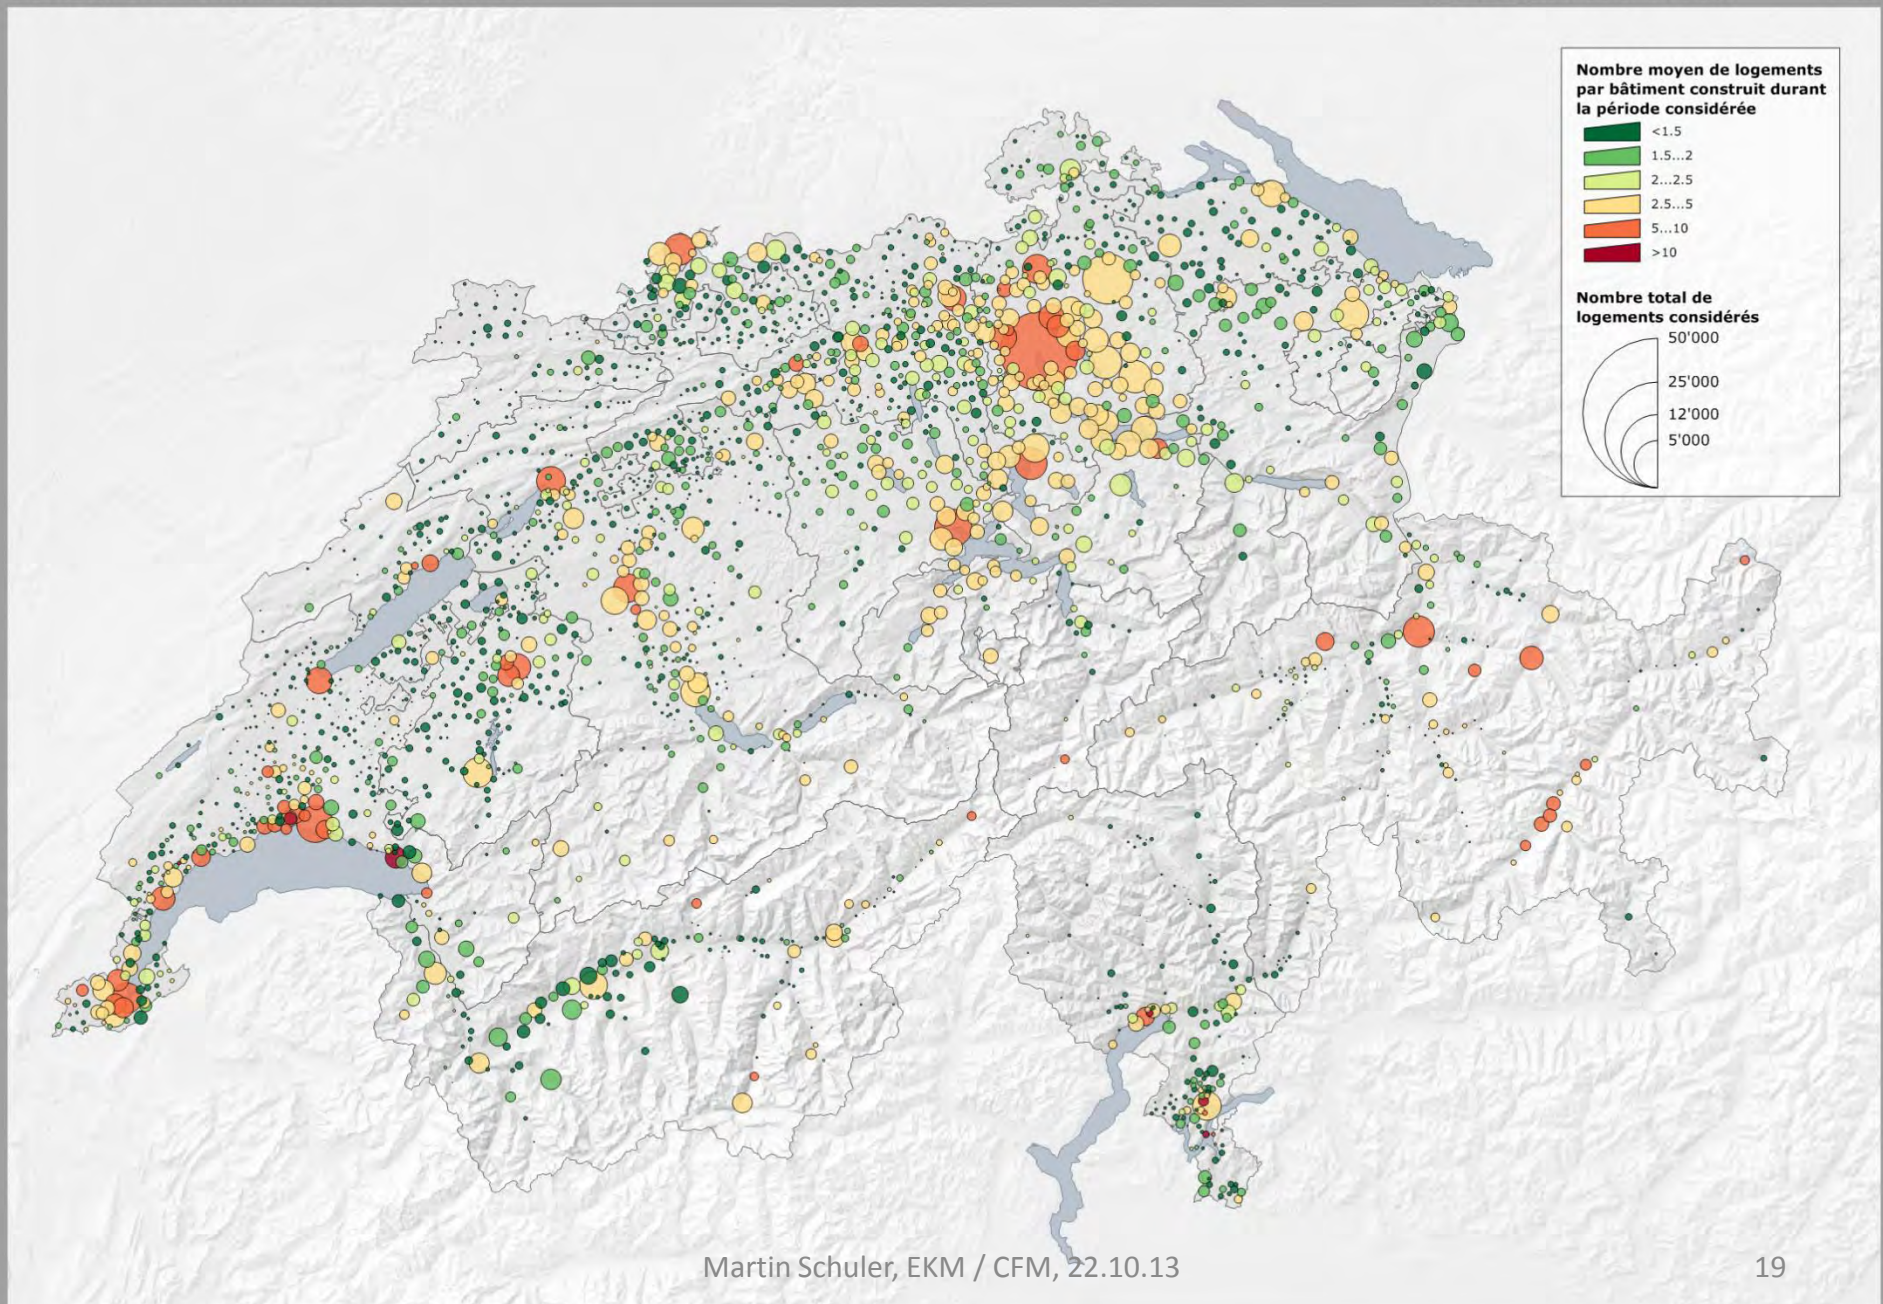 Nombre moyen de logements
par bâtiment construit durant
la période considérée
<1.5
1.5...2
2...2.5
2.5...5
5...10
>10
Nombre total de
logements considérés
50'000
25'000
12'000
5'000
Martin Schuler, EKM / CFM, 22.10.13
19